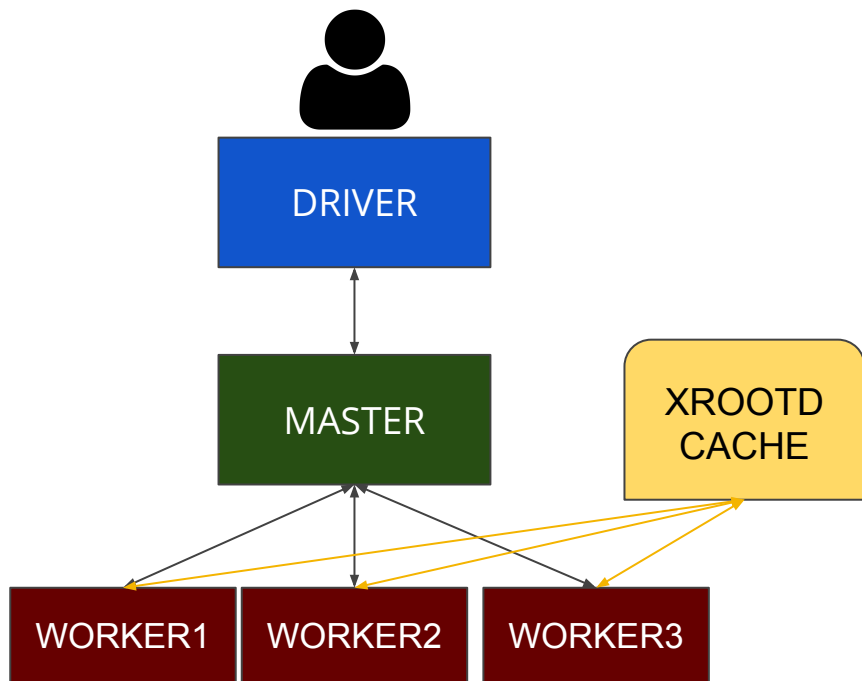 DRIVER
MASTER
XROOTD
CACHE
WORKER1
WORKER2
WORKER3